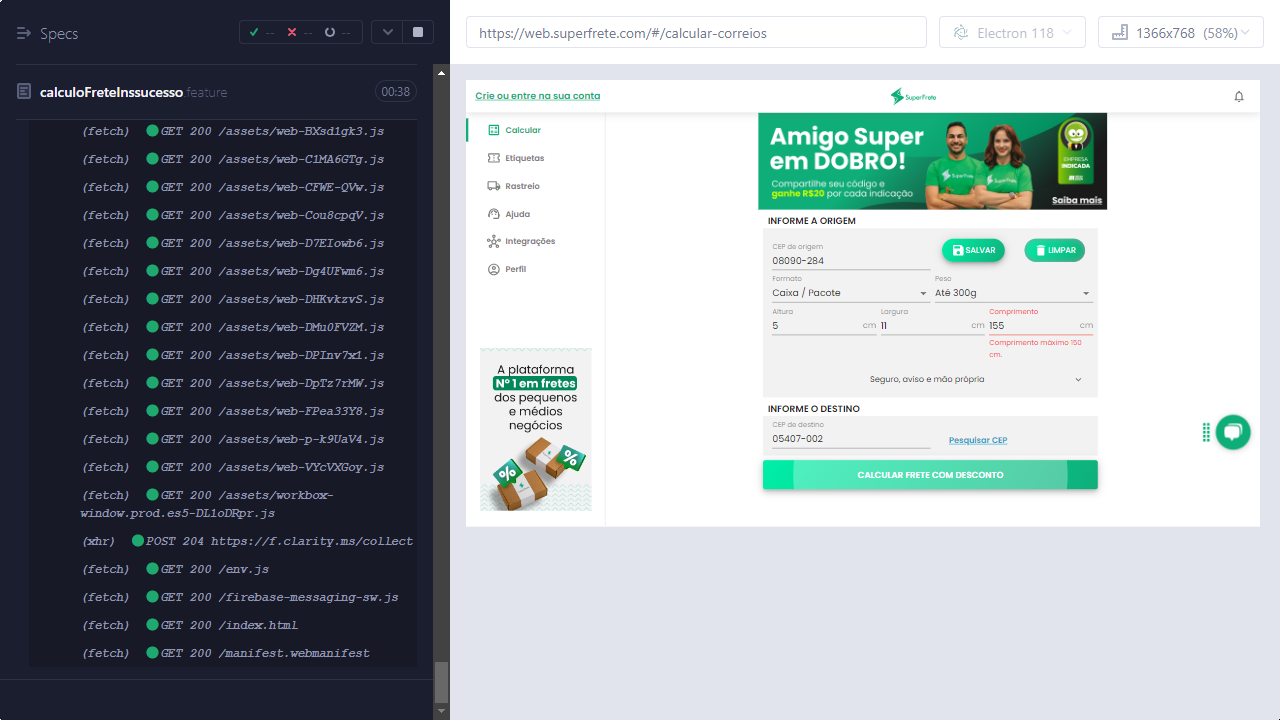 Specs
--
--
--
calculoFreteInssucesso feature
00:38
(fetch) GET 200 /assets/web-BXsd1gk3.js
(fetch) GET 200 /assets/web-C1MA6GTg.js
(fetch) GET 200 /assets/web-CFWE-QVw.js
(fetch) GET 200 /assets/web-Cou8cpqV.js
(fetch) GET 200 /assets/web-D7EIowb6.js
(fetch) GET 200 /assets/web-Dg4UFwm6.js
(fetch) GET 200 /assets/web-DHKvkzvS.js
(fetch) GET 200 /assets/web-DMu0FVZM.js
(fetch) GET 200 /assets/web-DPInv7x1.js
(fetch) GET 200 /assets/web-DpTz7rMW.js
(fetch) GET 200 /assets/web-FPea33Y8.js
(fetch) GET 200 /assets/web-p-k9UaV4.js
(fetch) GET 200 /assets/web-VYcVXGoy.js
(fetch) GET 200 /assets/workbox-
window.prod.es5-DL1oDRpr.js
(xhr) POST 204 https://f.clarity.ms/collect
(fetch) GET 200 /env.js
(fetch) GET 200 /firebase-messaging-sw.js
(fetch) GET 200 /index.html
(fetch) GET 200 /manifest.webmanifest
https://web.superfrete.com/#/calcular-correios
Electron 118
1366x768 (58%)
Crie ou entre na sua conta
SuperFrete
Calcular
Etiquetas
Rastreio
Ajuda
Integrações
Perfil
A plataforma
Nº 1 em fretes
dos pequenos
e médios
negócios
Amigo Super
em DOBRO!
Compartilhe seu código e
ganhe R$20 por cada indicação
SuperFrete
SuperFrete
EMPRESA
INDICADA
Saiba mais
INFORME A ORIGEM
CEP de origem
08090-284
SALVAR
LIMPAR
Formato
Caixa / Pacote
Peso
Até 300g
Altura
5 cm
Largura
11 cm
Comprimento
155 cm
Comprimento máximo 150
cm.
Seguro, aviso e mão própria
INFORME O DESTINO
CEP de destino
05407-002
Pesquisar CEP
CALCULAR FRETE COM DESCONTO